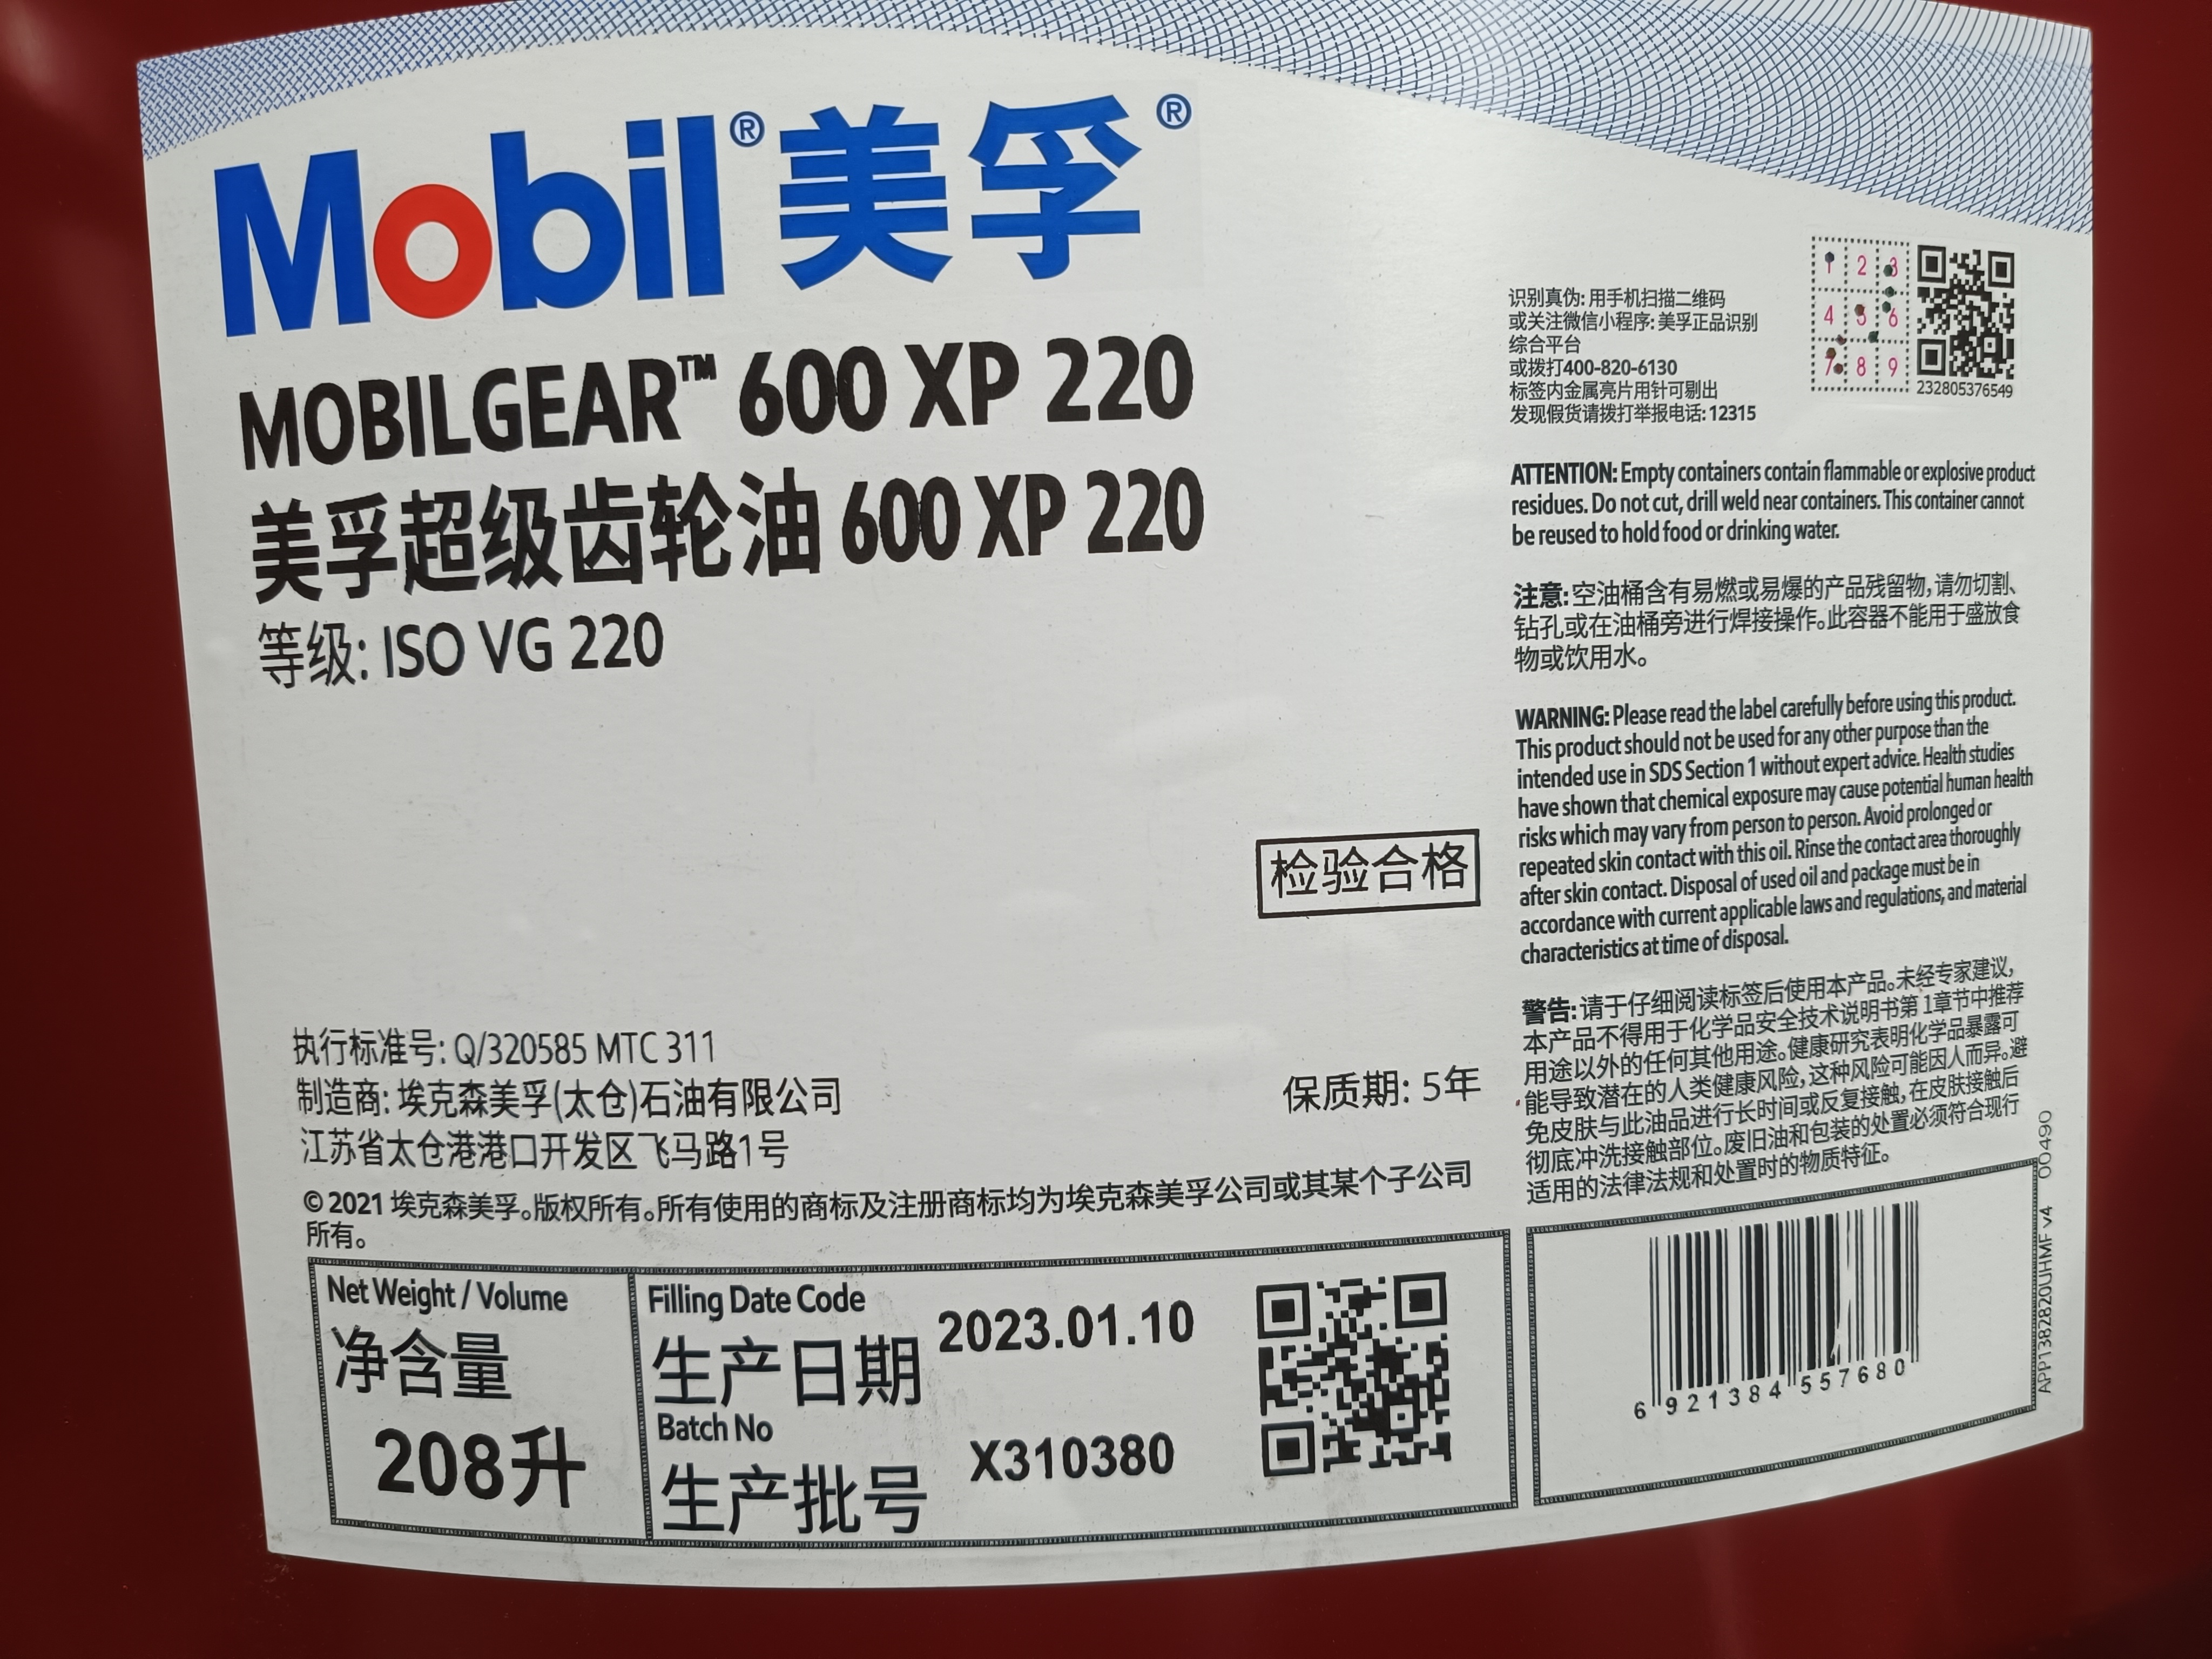 Mobil®美孚®
MOBILGEAR™ 600 XP 220
美孚超级齿轮油 600 XP 220
等级: ISO VG 220
检验合格
执行标准号: Q/320585 MTC 311
制造商: 埃克森美孚(太仓)石油有限公司
江苏省太仓港港口开发区飞马路1号
保质期: 5年
© 2021 埃克森美孚。版权所有。所有使用的商标及注册商标均为埃克森美孚公司或其某个子公司
所有。
Net Weight / Volume
净含量
208升
Filling Date Code
生产日期 2023.01.10
Batch No
生产批号 X310380
识别真伪: 用手机扫描二维码
或关注微信小程序: 美孚正品识别
综合平台
或拨打400-820-6130
标签内金属亮片用针可剔出
发现假货请拨打举报电话: 12315
1 2 3
4 5 6
7 8 9
232805376549
ATTENTION: Empty containers contain flammable or explosive product
residues. Do not cut, drill weld near containers. This container cannot
be reused to hold food or drinking water.
注意: 空油桶含有易燃或易爆的产品残留物, 请勿切割、
钻孔或在油桶旁进行焊接操作。此容器不能用于盛放食
物或饮用水。
WARNING: Please read the label carefully before using this product.
This product should not be used for any other purpose than the
intended use in SDS Section 1 without expert advice. Health studies
have shown that chemical exposure may cause potential human health
risks which may vary from person to person. Avoid prolonged or
repeated skin contact with this oil. Rinse the contact area thoroughly
after skin contact. Disposal of used oil and package must be in
accordance with current applicable laws and regulations, and material
characteristics at time of disposal.
警告: 请于仔细阅读标签后使用本产品。未经专家建议,
本产品不得用于化学品安全技术说明书第 1章节中推荐
用途以外的任何其他用途。健康研究表明化学品暴露可
能导致潜在的人类健康风险, 这种风险可能因人而异。避
免皮肤与此油品进行长时间或反复接触, 在皮肤接触后
彻底冲洗接触部位。废旧油和包装的处置必须符合现行
适用的法律法规和处置时的物质特征。
6 921384 557680
APP1382820UHMF v4 00490